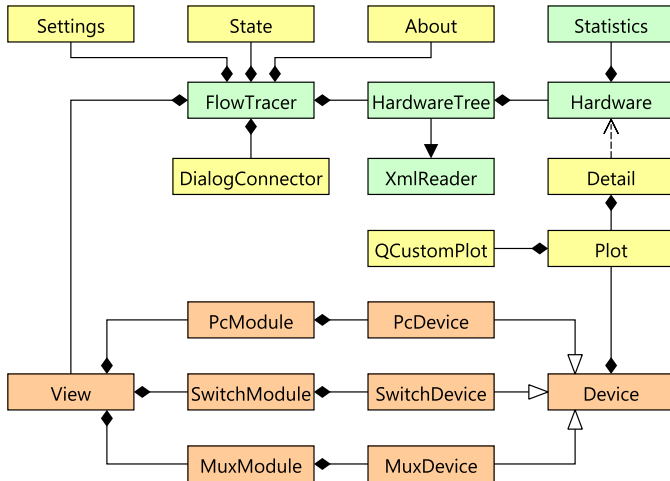 Settings
State
About
Statistics
FlowTracer
HardwareTree
Hardware
DialogConnector
XmlReader
Detail
QCustomPlot
Plot
PcModule
PcDevice
View
SwitchModule
SwitchDevice
Device
MuxModule
MuxDevice